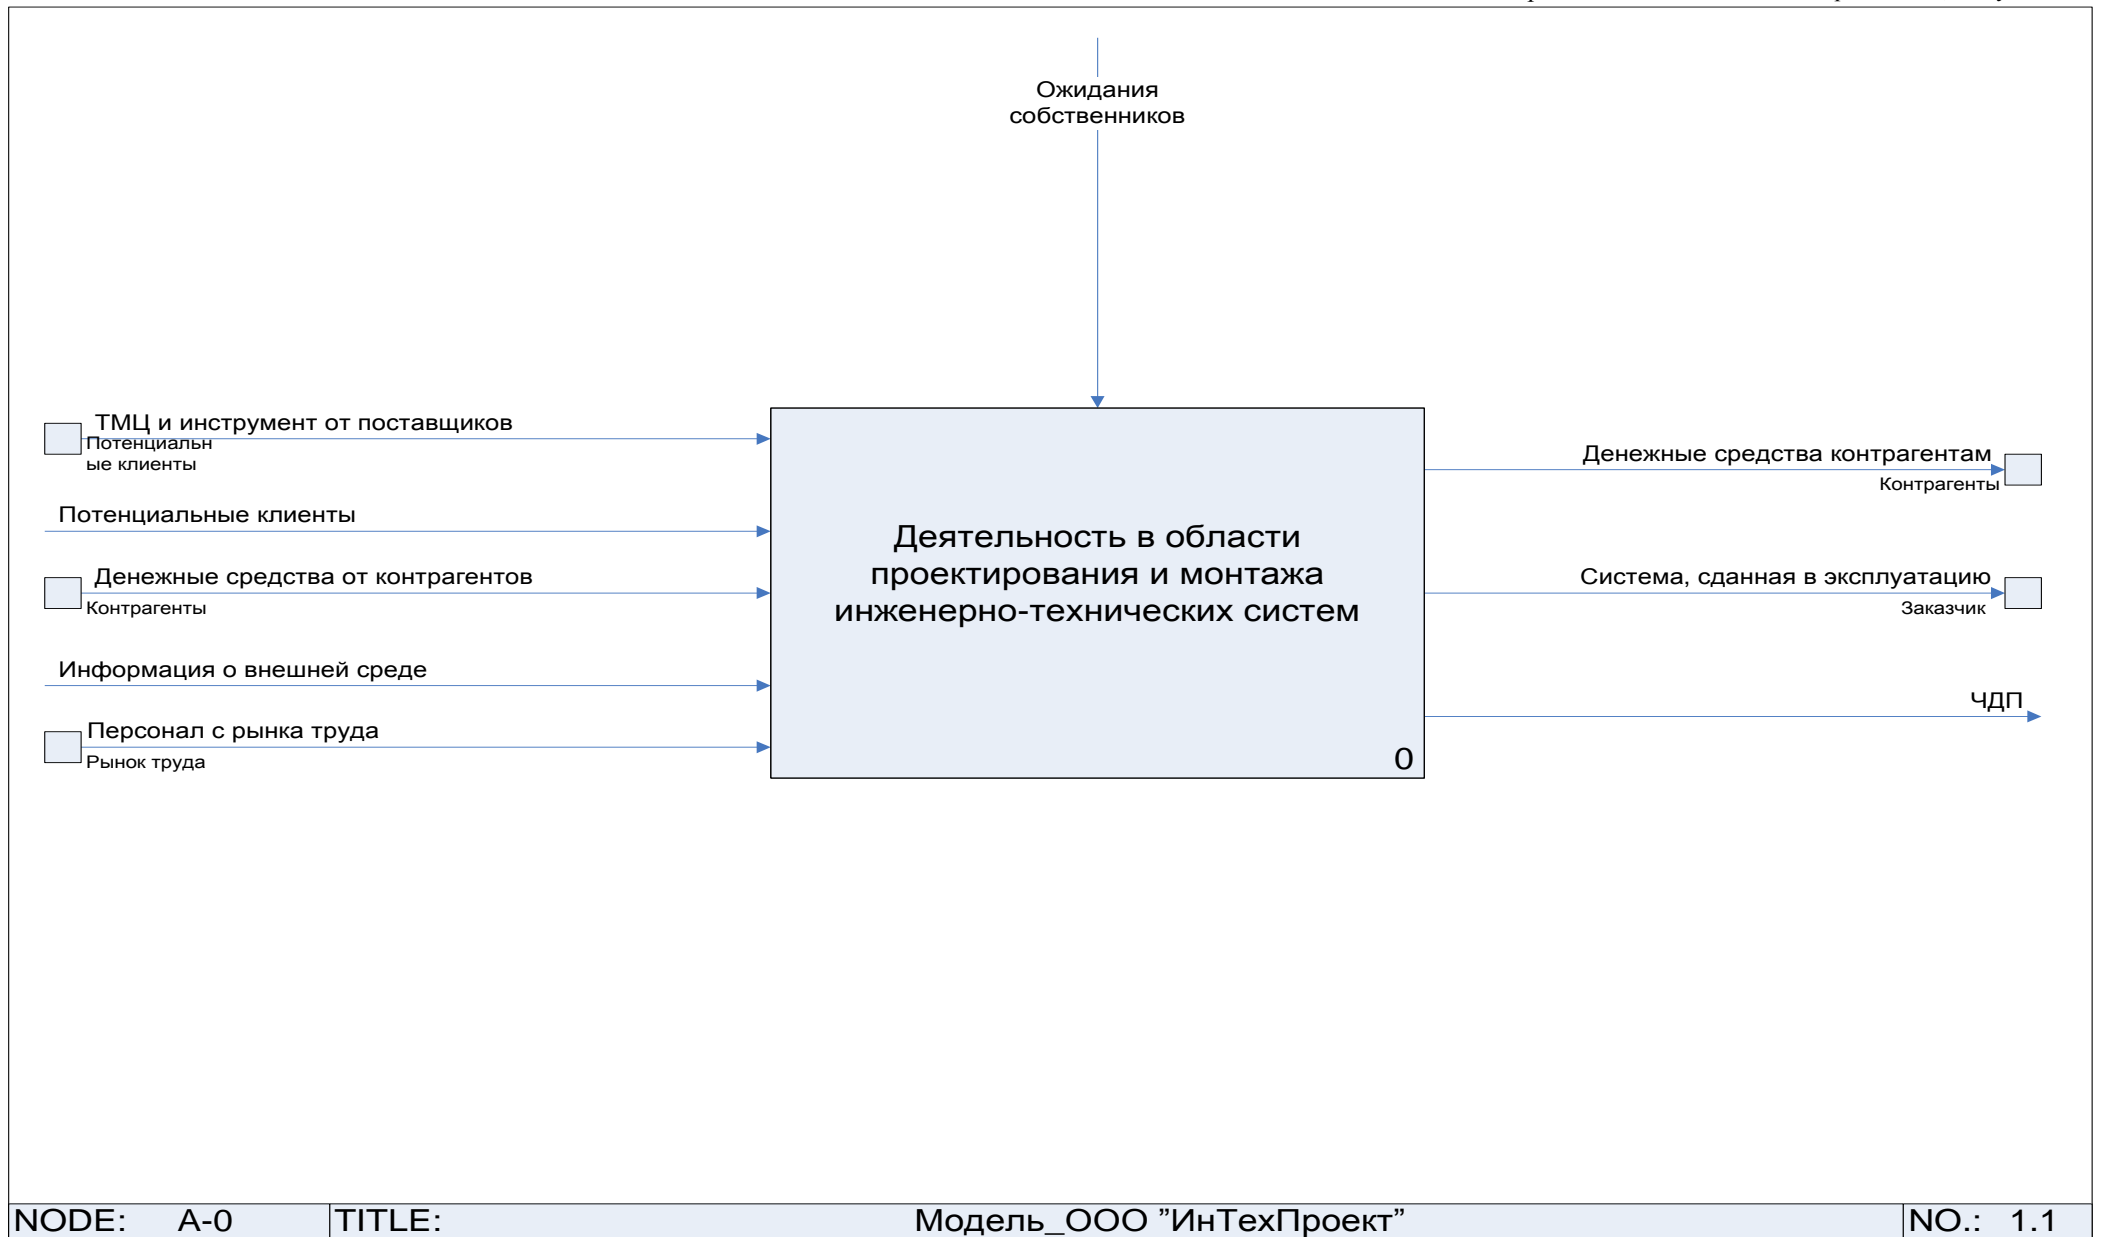 Ожидания
собственников
ТМЦ и инструмент от поставщиков
Потенциальн
ые клиенты
Потенциальные клиенты
Денежные средства от контрагентов
Контрагенты
Информация о внешней среде
Персонал с рынка труда
Рынок труда
Деятельность в области
проектирования и монтажа
инженерно-технических систем
0
Денежные средства контрагентам
Контрагенты
Система, сданная в эксплуатацию
Заказчик
ЧДП
NODE: A-0 TITLE: Модель_ООО ”ИнТехПроект” NO.: 1.1